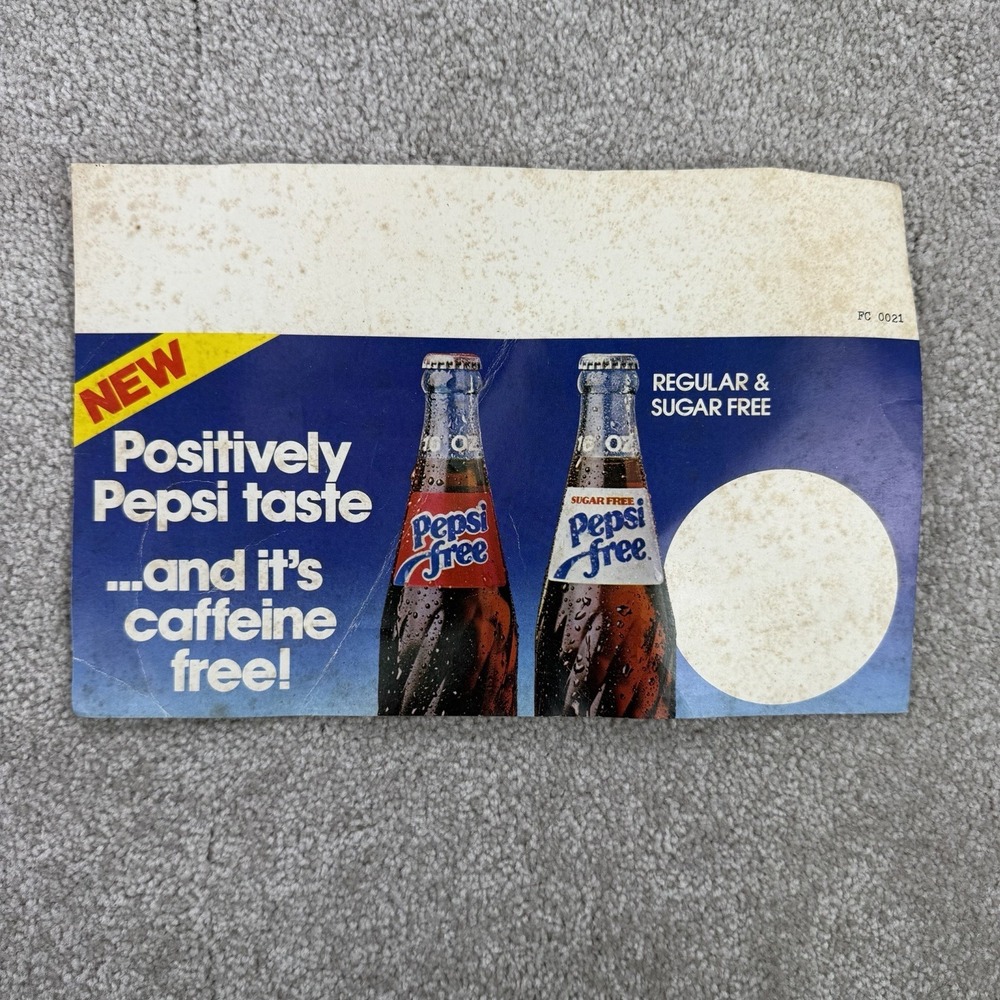 FC 0021
NEW
Positively
Pepsi taste
...and it's
caffeine
free!
REGULAR &
SUGAR FREE
10 OZ
Pepsi
free
16 OZ
SUGAR FREE
Pepsi
free.